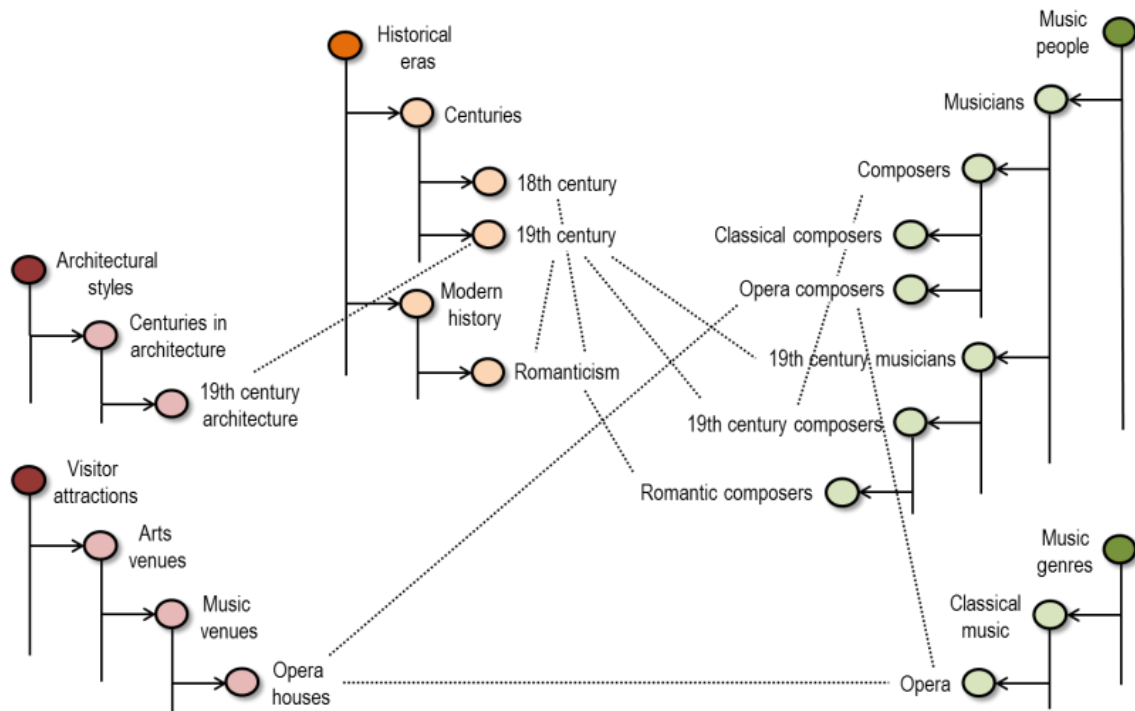 Historical
eras
Centuries
18th century
19th century
Modern
history
Romanticism
Architectural
styles
Centuries in
architecture
19th century
architecture
Visitor
attractions
Arts
venues
Music
venues
Opera
houses
Music
people
Musicians
Composers
Classical composers
Opera composers
19th century musicians
19th century composers
Romantic composers
Music
genres
Classical
music
Opera